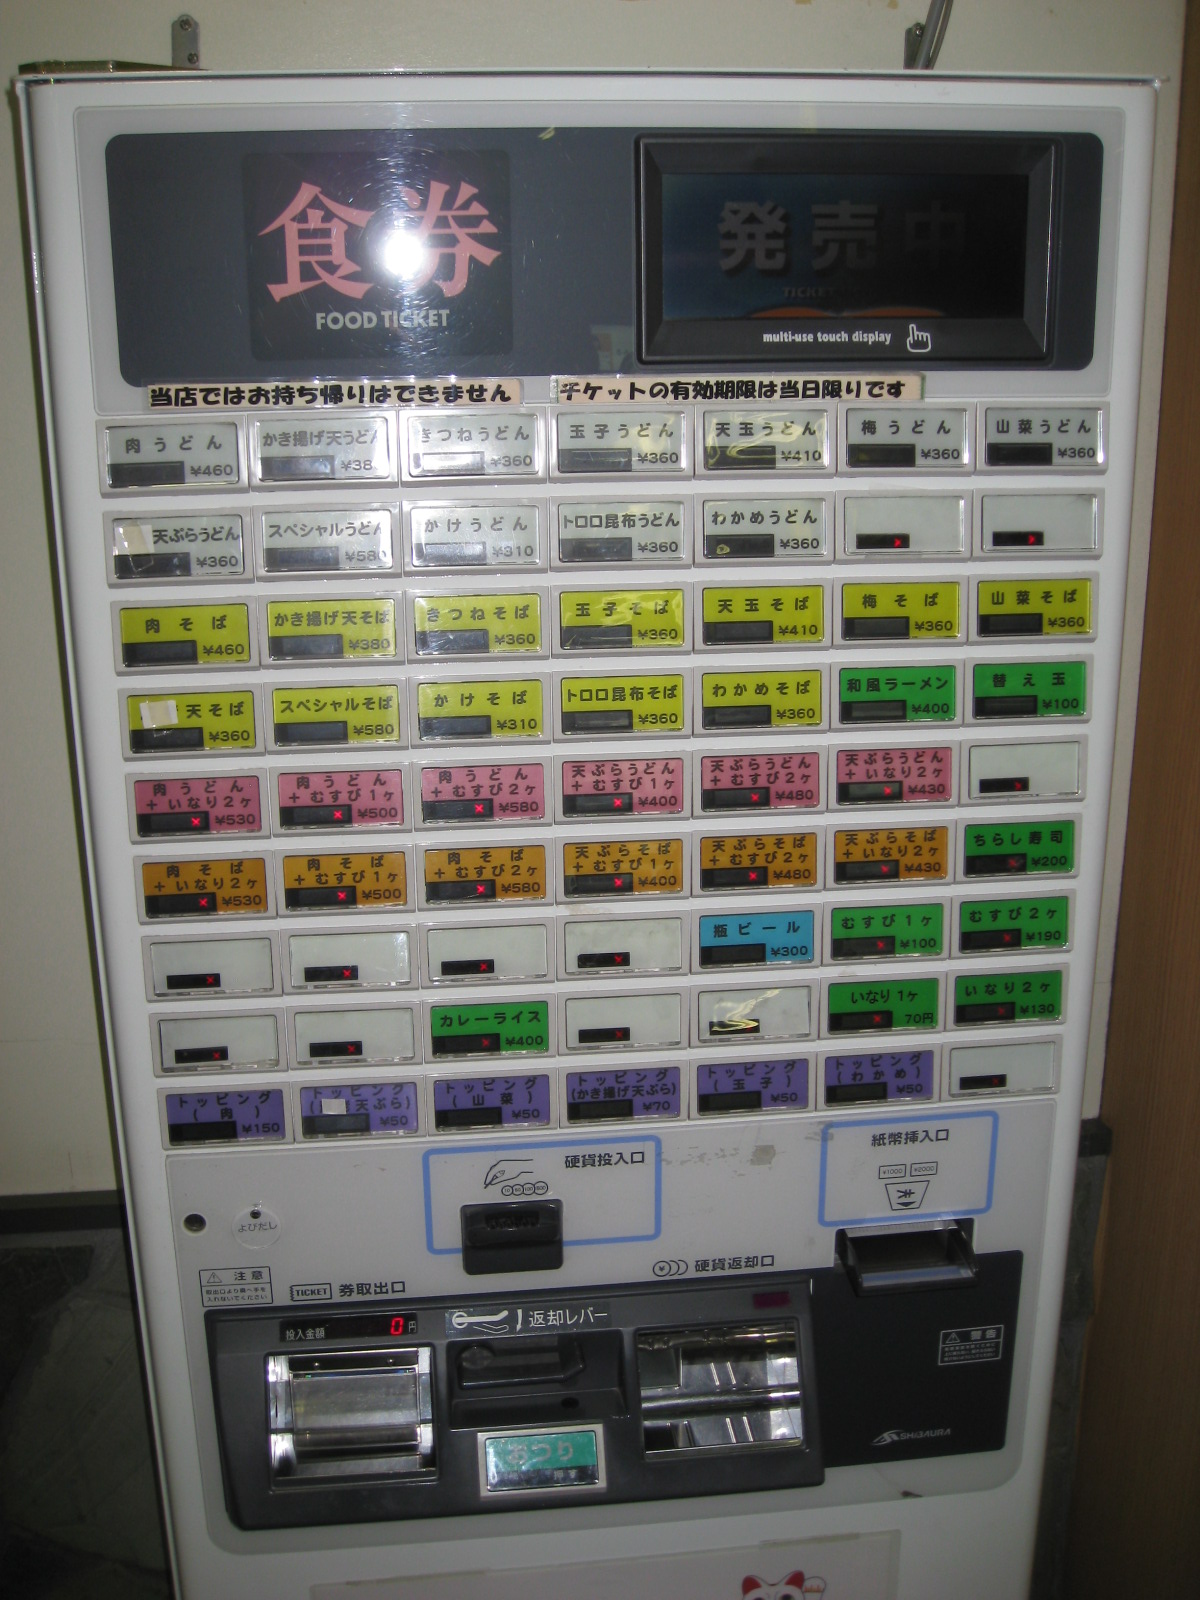 食券
FOOD TICKET
発売中
multi-use touch display
当店ではお持ち帰りはできません
チケットの有効期限は当日限りです
肉うどん ¥460
かき揚げ天うどん ¥38
きつねうどん ¥360
玉子うどん ¥360
天玉うどん ¥410
梅うどん ¥360
山菜うどん ¥360
天ぷらうどん ¥360
スペシャルうどん ¥580
かけうどん ¥310
トロロ昆布うどん ¥360
わかめうどん ¥360
肉そば ¥460
かき揚げ天そば ¥380
きつねそば ¥360
玉子そば ¥360
天玉そば ¥410
梅そば ¥360
山菜そば ¥360
天そば ¥360
スペシャルそば ¥580
かけそば ¥310
トロロ昆布そば ¥360
わかめそば ¥360
和風ラーメン ¥400
替え玉 ¥100
肉うどん
+いなり2ヶ ¥530
肉うどん
+むすび1ヶ ¥500
肉うどん
+むすび2ヶ ¥580
天ぷらうどん
+むすび1ヶ ¥400
天ぷらうどん
+むすび2ヶ ¥480
天ぷらうどん
+いなり2ヶ ¥430
肉そば
+いなり2ヶ ¥530
肉そば
+むすび1ヶ ¥500
肉そば
+むすび2ヶ ¥580
天ぷらそば
+むすび1ヶ ¥400
天ぷらそば
+むすび2ヶ ¥480
天ぷらそば
+いなり2ヶ ¥430
ちらし寿司 ¥200
瓶ビール ¥300
むすび1ヶ ¥100
むすび2ヶ ¥190
カレーライス ¥400
いなり1ヶ 70円
いなり2ヶ ¥130
トッピング
(肉) ¥150
トッピング
天ぷら) ¥50
トッピング
(山菜) ¥50
トッピング
(かき揚げ天ぷら) ¥70
トッピング
(玉子) ¥50
トッピング
(わかめ) ¥50
硬貨投入口
紙幣挿入口
¥1000 ¥2000
よびだし
注意
TICKET 券取出口
硬貨返却口
投入金額 0円
返却レバー
おつり
警告
SHIBAURA